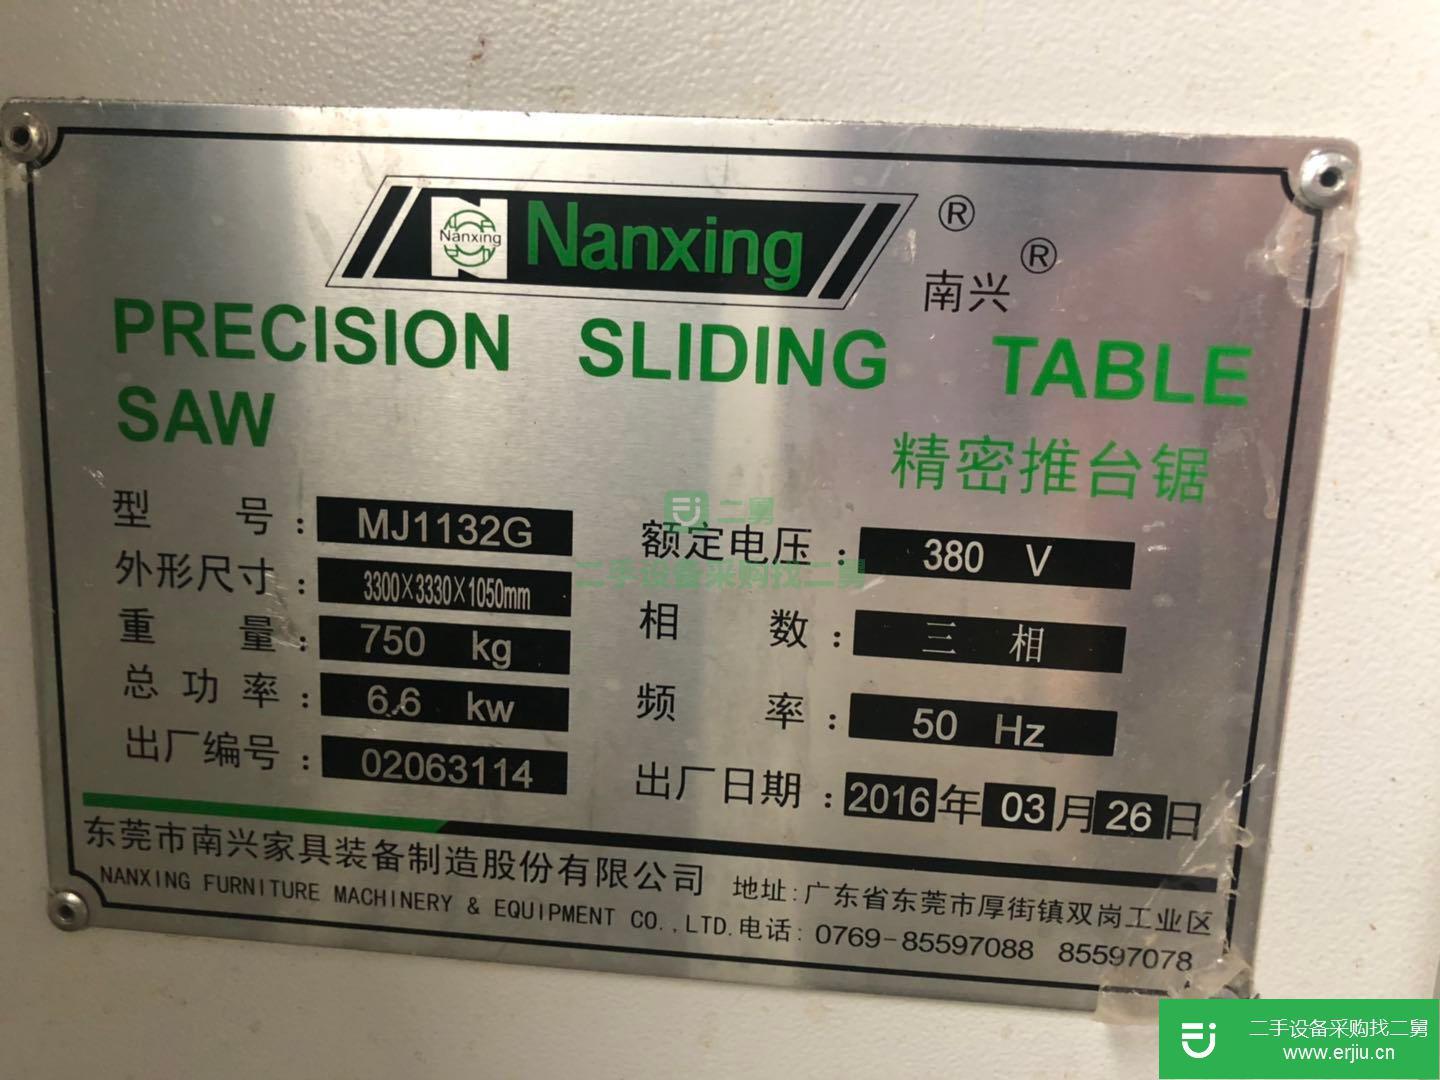 Nanxing
Nanxing ®
南兴 ®
PRECISION SLIDING TABLE
SAW
精密推台锯
型号: MJ1132G
外形尺寸: 3300×3330×1050mm
重量: 750 kg
总功率: 6.6 kw
出厂编号: 02063114
额定电压: 380 V
相数: 三相
频率: 50 Hz
出厂日期: 2016年03月26日
二舅
二手设备采购找二舅
东莞市南兴家具装备制造股份有限公司
NANXING FURNITURE MACHINERY & EQUIPMENT CO.,LTD.
地址:广东省东莞市厚街镇双岗工业区
电话: 0769-85597088 85597078
二手设备采购找二舅
www.erjiu.cn